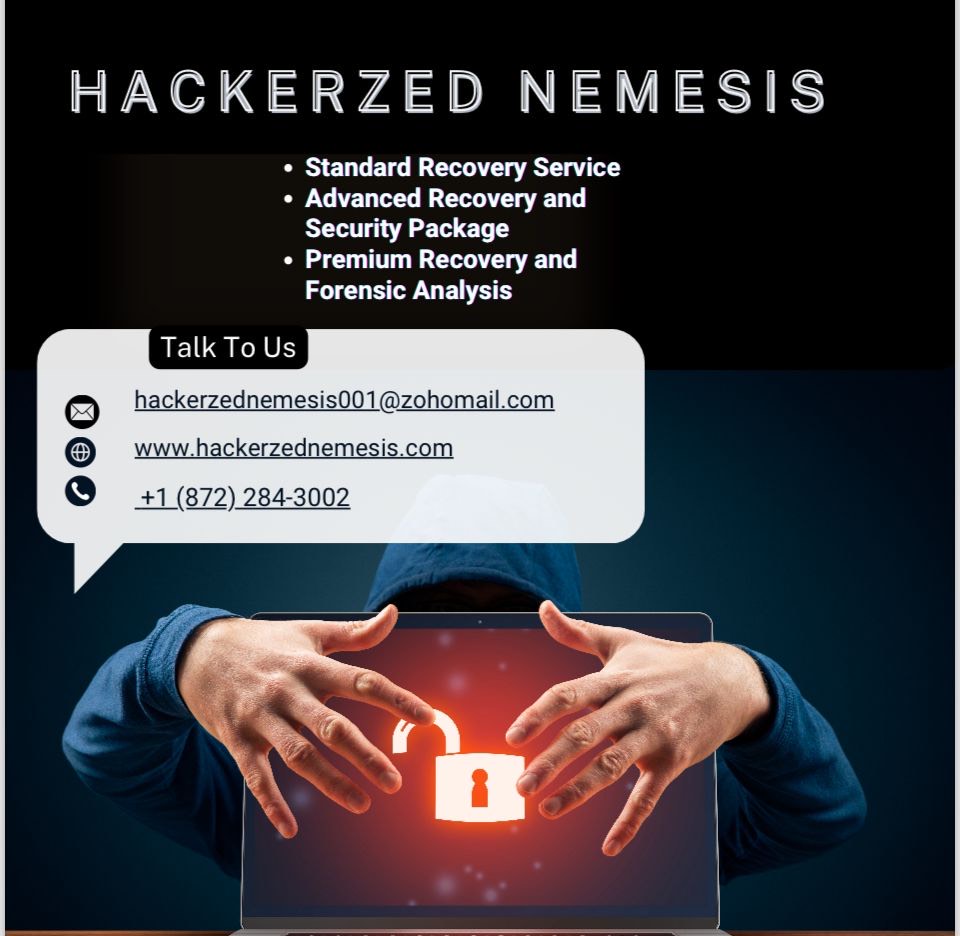 HACKERZED NEMESIS
• Standard Recovery Service
• Advanced Recovery and
Security Package
• Premium Recovery and
Forensic Analysis
Talk To Us
hackerzednemesis001@zohomail.com
www.hackerzednemesis.com
+1 (872) 284-3002